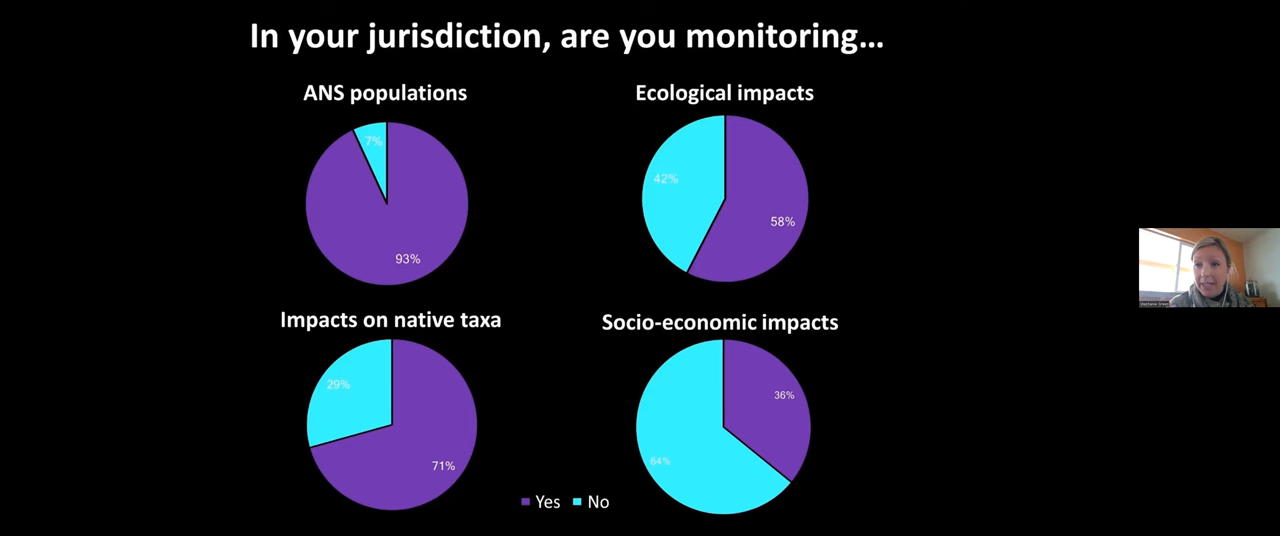 In your jurisdiction, are you monitoring...
ANS populations
Ecological impacts
7%
93%
42%
58%
Impacts on native taxa
Socio-economic impacts
29%
71%
36%
64%
Yes No